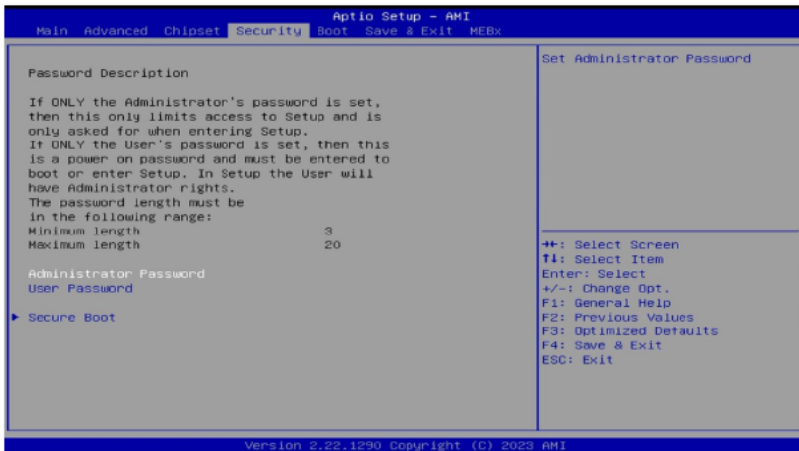 Aptio Setup - AMI
Main Advanced Chipset Security Boot Save & Exit MEBx
Password Description
If ONLY the Administrator's password is set,
then this only limits access to Setup and is
only asked for when entering Setup.
If ONLY the User's password is set, then this
is a power on password and must be entered to
boot or enter Setup. In Setup the User will
have Administrator rights.
The password length must be
in the following range:
Minimum length 3
Maximum length 20
Administrator Password
User Password
▶ Secure Boot
Set Administrator Password
→←: Select Screen
↑↓: Select Item
Enter: Select
+/-: Change Opt.
F1: General Help
F2: Previous Values
F3: Optimized Defaults
F4: Save & Exit
ESC: Exit
Version 2.22.1290 Copyright (C) 2023 AMI